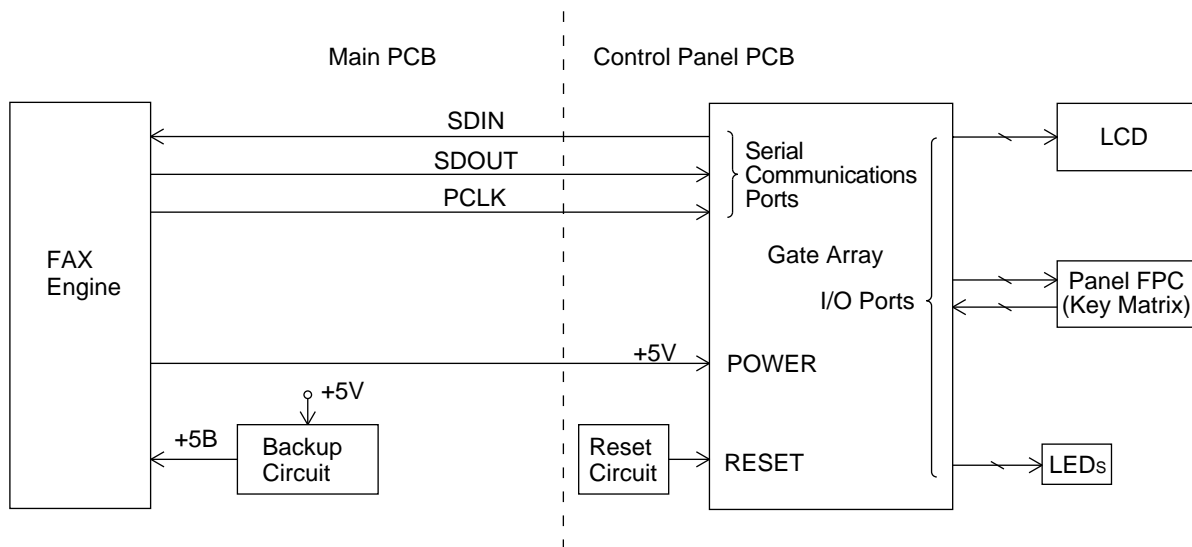 Main PCB
Control Panel PCB
SDIN
SDOUT
PCLK
Serial
Communications
Ports
LCD
FAX
Engine
Gate Array
I/O Ports
Panel FPC
(Key Matrix)
+5V
POWER
+5V
+5B
Backup
Circuit
Reset
Circuit
RESET
LEDs